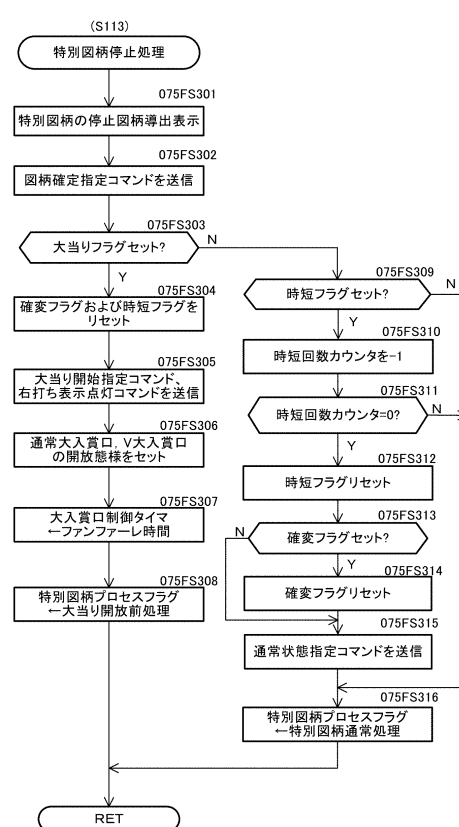 (S113)
特別図柄停止処理
075FS301
特別図柄の停止図柄導出表示
075FS302
図柄確定指定コマンドを送信
075FS303
大当りフラグセット?
N
Y
075FS304
確変フラグおよび時短フラグを
リセット
075FS305
大当り開始指定コマンド、
右打ち表示点灯コマンドを送信
075FS306
通常大入賞口, V大入賞口
の開放態様をセット
075FS307
大入賞口制御タイマ
←ファンファーレ時間
075FS308
特別図柄プロセスフラグ
←大当り開放前処理
075FS309
時短フラグセット?
N
Y
075FS310
時短回数カウンタを-1
075FS311
時短回数カウンタ=0?
N
Y
075FS312
時短フラグリセット
075FS313
N
確変フラグセット?
Y
075FS314
確変フラグリセット
075FS315
通常状態指定コマンドを送信
075FS316
特別図柄プロセスフラグ
←特別図柄通常処理
RET